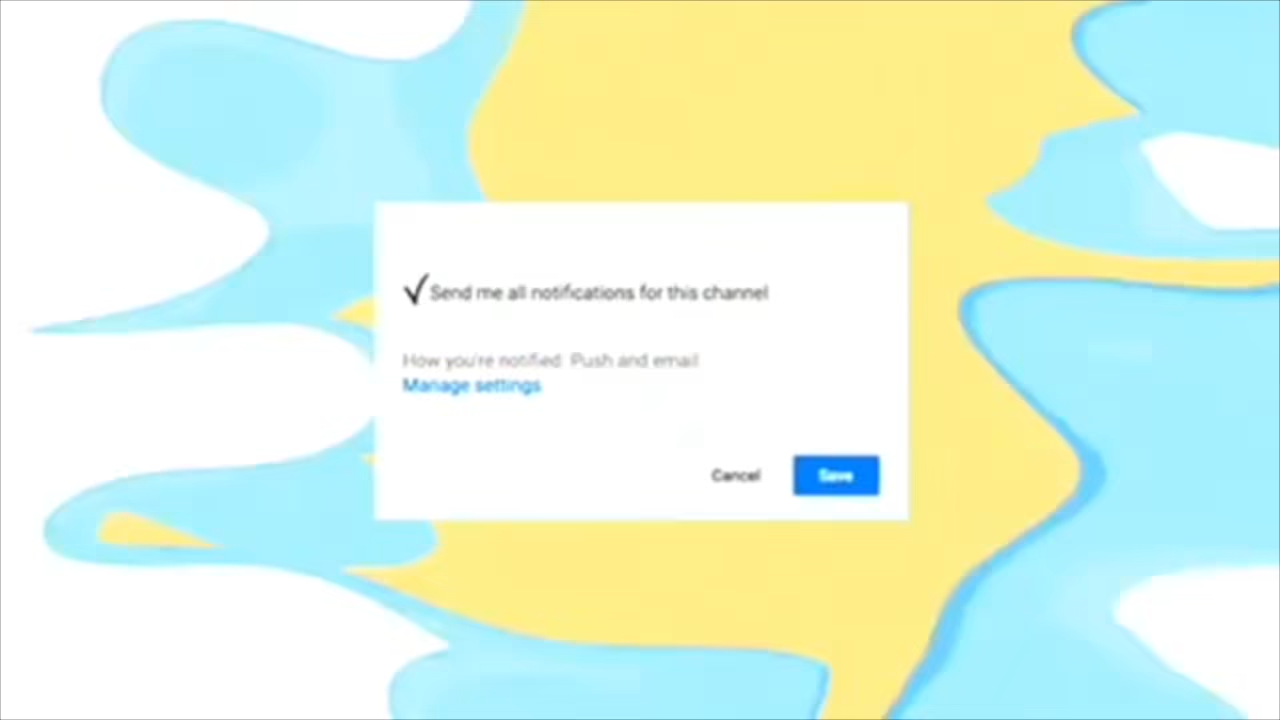 Send me all notifications for this channel
How you're notified: Push and email
Manage settings
Cancel
Save